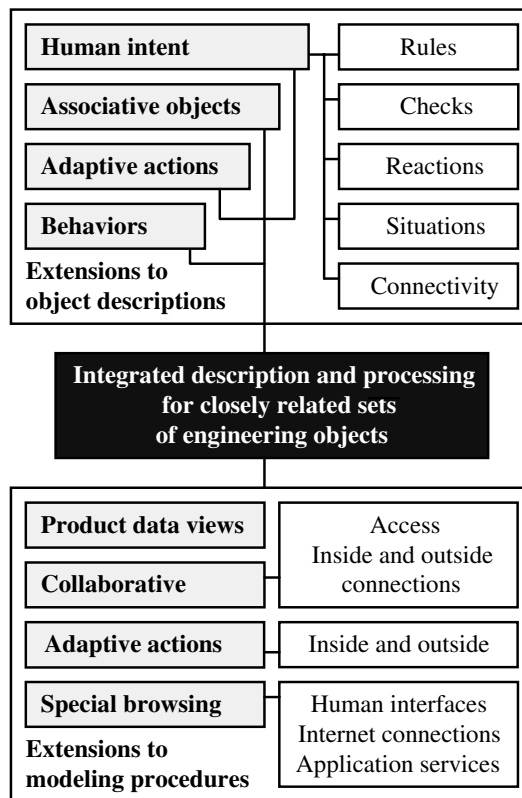 Human intent
Rules
Associative objects
Checks
Adaptive actions
Reactions
Behaviors
Situations
Extensions to
object descriptions
Connectivity
Integrated description and processing
for closely related sets
of engineering objects
Product data views
Collaborative
Access
Inside and outside
connections
Adaptive actions
Inside and outside
Special browsing
Human interfaces
Internet connections
Application services
Extensions to
modeling procedures